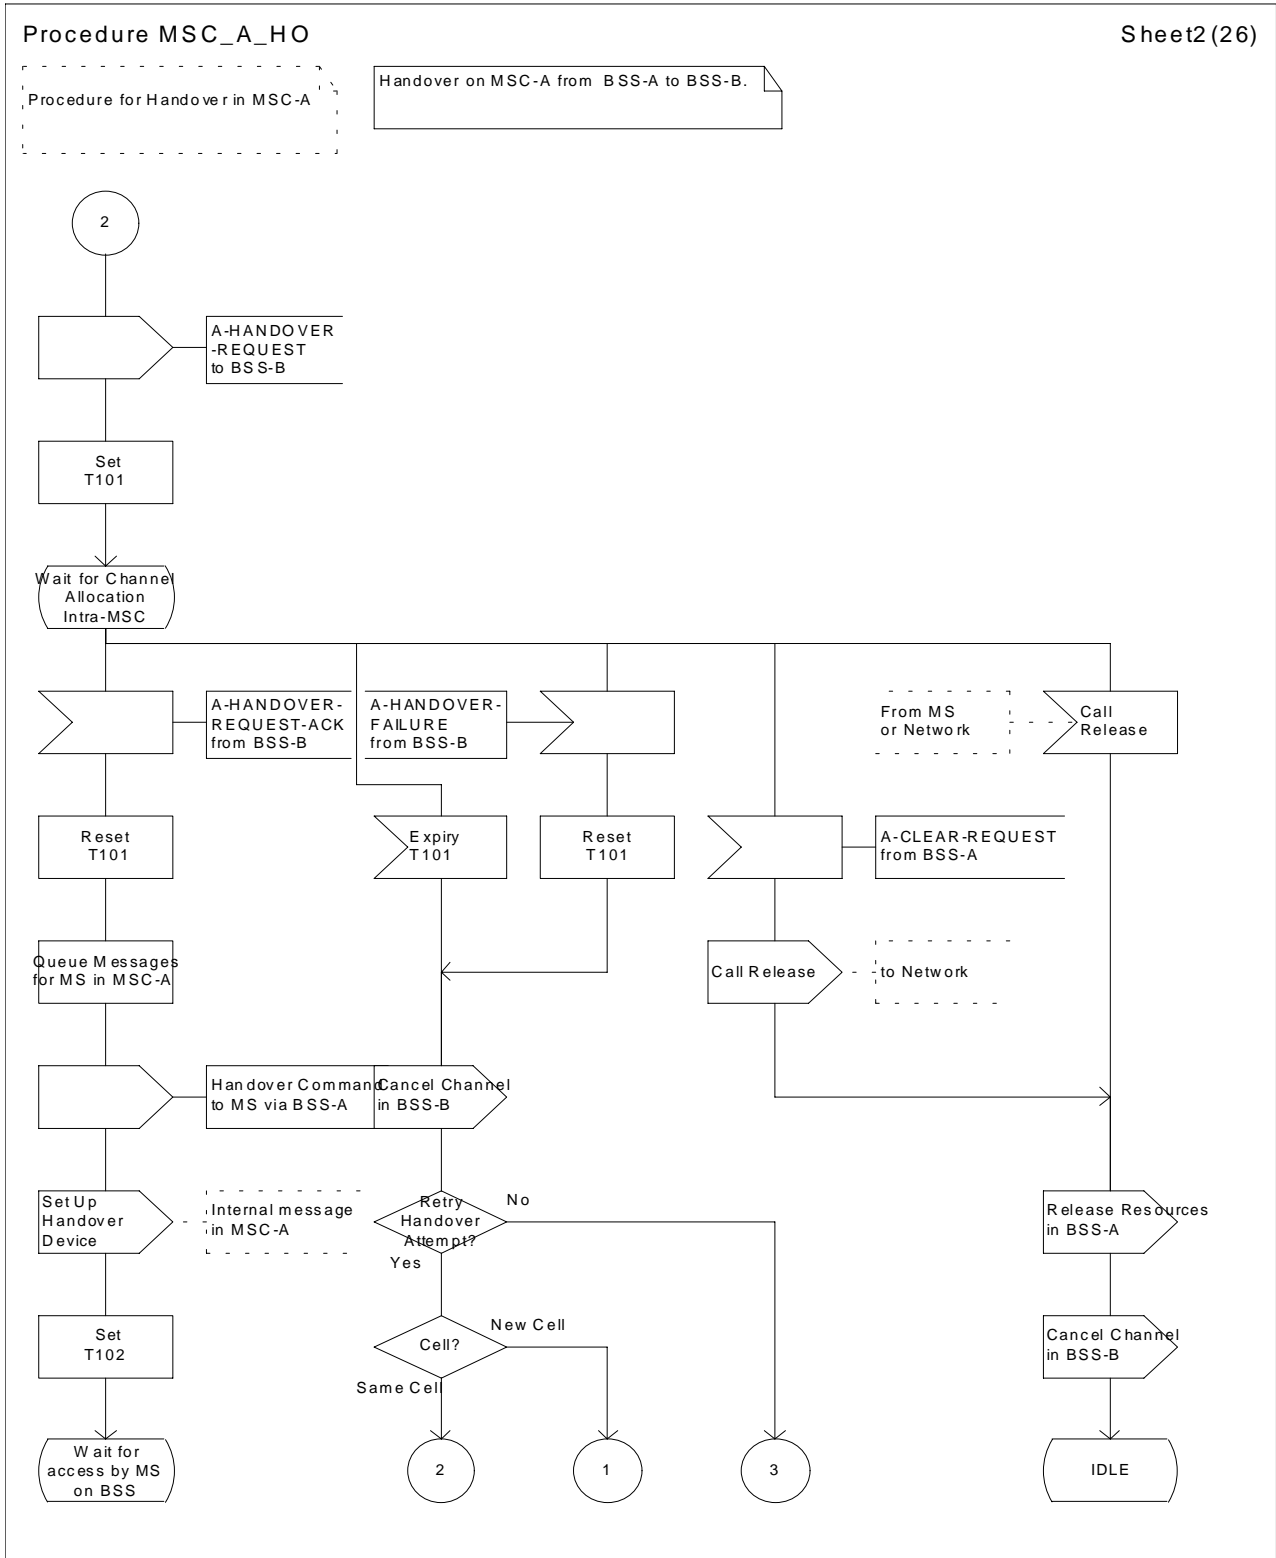 Procedure MSC_A_HO
Sheet2(26)
Procedure for Handover in MSC-A
Handover on MSC-A from BSS-A to BSS-B.
2
A-HANDOVER
-REQUEST
to BSS-B
Set
T101
Wait for Channel
Allocation
Intra-MSC
A-HANDOVER-
REQUEST-ACK
from BSS-B
A-HANDOVER-
FAILURE
from BSS-B
From MS
or Network
Call
Release
Reset
T101
Expiry
T101
Reset
T101
A-CLEAR-REQUEST
from BSS-A
Queue Messages
for MS in MSC-A
Call Release
to Network
Handover Command
to MS via BSS-A
Cancel Channel
in BSS-B
Set Up
Handover
Device
Internal message
in MSC-A
Retry
Handover
Attempt?
No
Yes
Release Resources
in BSS-A
Set
T102
Cell?
New Cell
Same Cell
Cancel Channel
in BSS-B
Wait for
access by MS
on BSS
2
1
3
IDLE